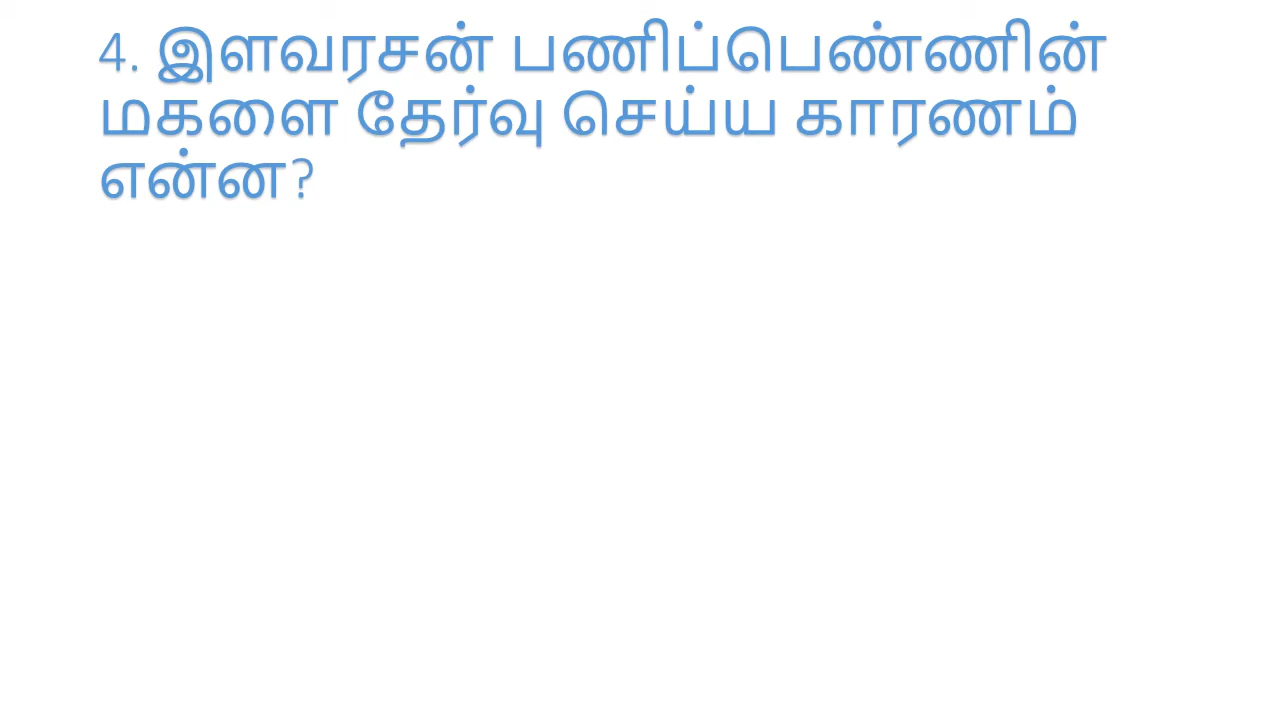 4. இளவரசன் பணிப்பெண்ணின்
மகளை தேர்வு செய்ய காரணம்
என்ன?